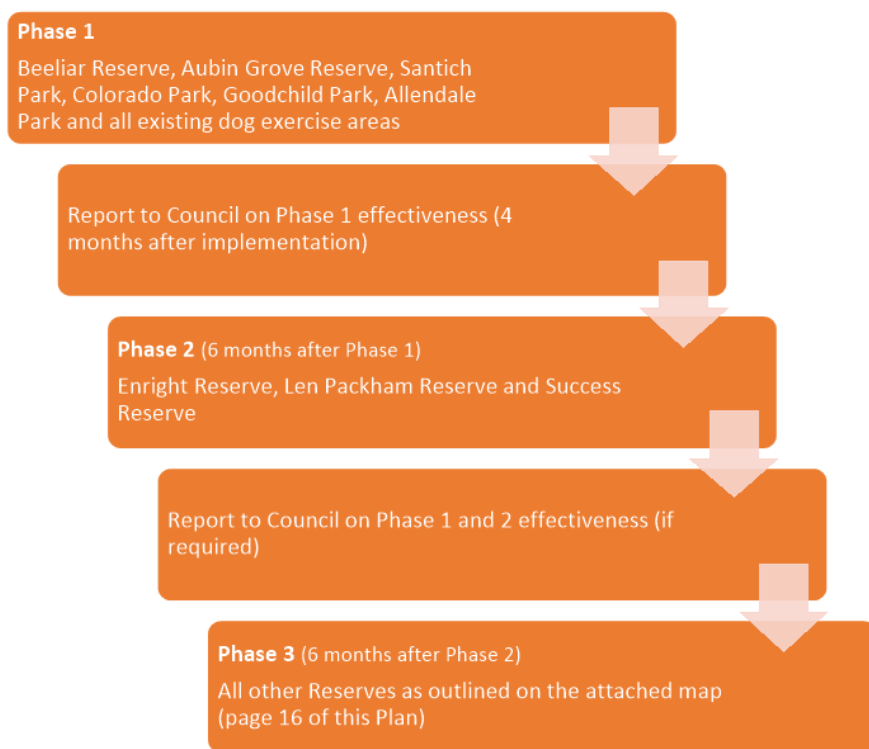 Phase 1
Beeliar Reserve, Aubin Grove Reserve, Santich
Park, Colorado Park, Goodchild Park, Allendale
Park and all existing dog exercise areas
Report to Council on Phase 1 effectiveness (4
months after implementation)
Phase 2 (6 months after Phase 1)
Enright Reserve, Len Packham Reserve and Success
Reserve
Report to Council on Phase 1 and 2 effectiveness (if
required)
Phase 3 (6 months after Phase 2)
All other Reserves as outlined on the attached map
(page 16 of this Plan)